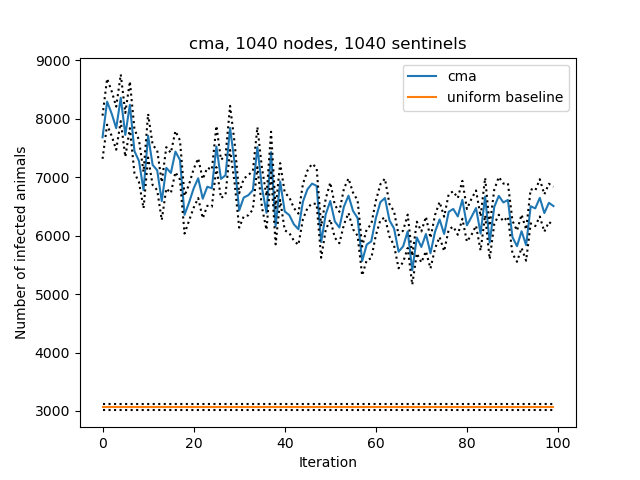 cma, 1040 nodes, 1040 sentinels
9000
8000
7000
6000
5000
4000
3000
Number of infected animals
cma
uniform baseline
0 20 40 60 80 100
Iteration